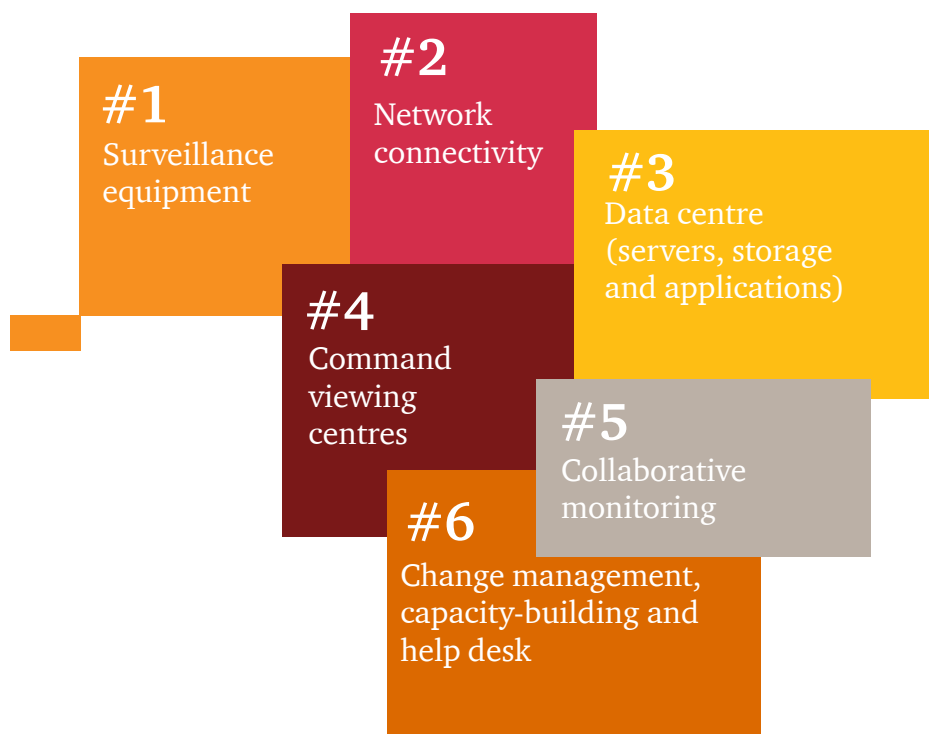 #1
Surveillance
equipment
#2
Network
connectivity
#3
Data centre
(servers, storage
and applications)
#4
Command
viewing
centres
#5
Collaborative
monitoring
#6
Change management,
capacity-building and
help desk